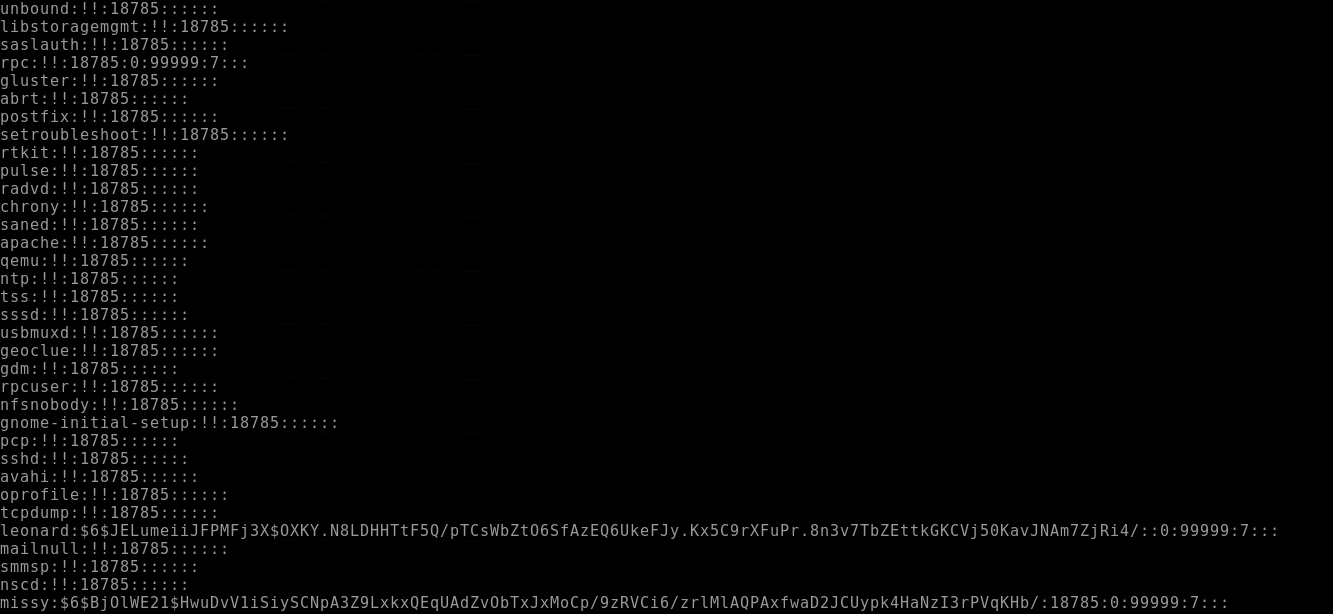 unbound:!!:18785::::::
libstoragemgmt:!!:18785::::::
saslauth:!!:18785::::::
rpc:!!:18785:0:99999:7:::
gluster:!!:18785::::::
abrt:!!:18785::::::
postfix:!!:18785::::::
setroubleshoot:!!:18785::::::
rtkit:!!:18785::::::
pulse:!!:18785::::::
radvd:!!:18785::::::
chrony:!!:18785::::::
saned:!!:18785::::::
apache:!!:18785::::::
qemu:!!:18785::::::
ntp:!!:18785::::::
tss:!!:18785::::::
sssd:!!:18785::::::
usbmuxd:!!:18785::::::
geoclue:!!:18785::::::
gdm:!!:18785::::::
rpcuser:!!:18785::::::
nfsnobody:!!:18785::::::
gnome-initial-setup:!!:18785::::::
pcp:!!:18785::::::
sshd:!!:18785::::::
avahi:!!:18785::::::
oprofile:!!:18785::::::
tcpdump:!!:18785::::::
leonard:$6$JELumeiiJFPMFj3X$OXKY.N8LDHHTtF5Q/pTCsWbZtO6SfAzEQ6UkeFJy.Kx5C9rXFuPr.8n3v7TbZEttkGKCVj50KavJNAm7ZjRi4/::0:99999:7:::
mailnull:!!:18785::::::
smmsp:!!:18785::::::
nscd:!!:18785::::::
missy:$6$BjOlWE21$HwuDvV1iSiySCNpA3Z9LxkxQEqUAdZvObTxJxMoCp/9zRVCi6/zrlMlAQPAxfwaD2JCUypk4HaNzI3rPVqKHb/:18785:0:99999:7:::